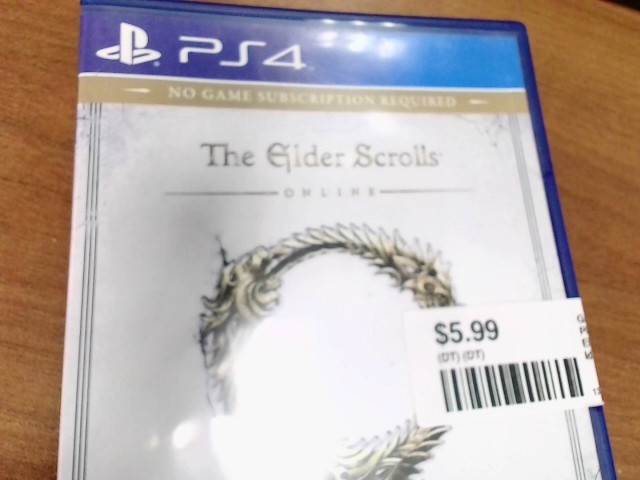 PS4
NO GAME SUBSCRIPTION REQUIRED
The Elder Scrolls
ONLINE
$5.99
(DT) (DT)